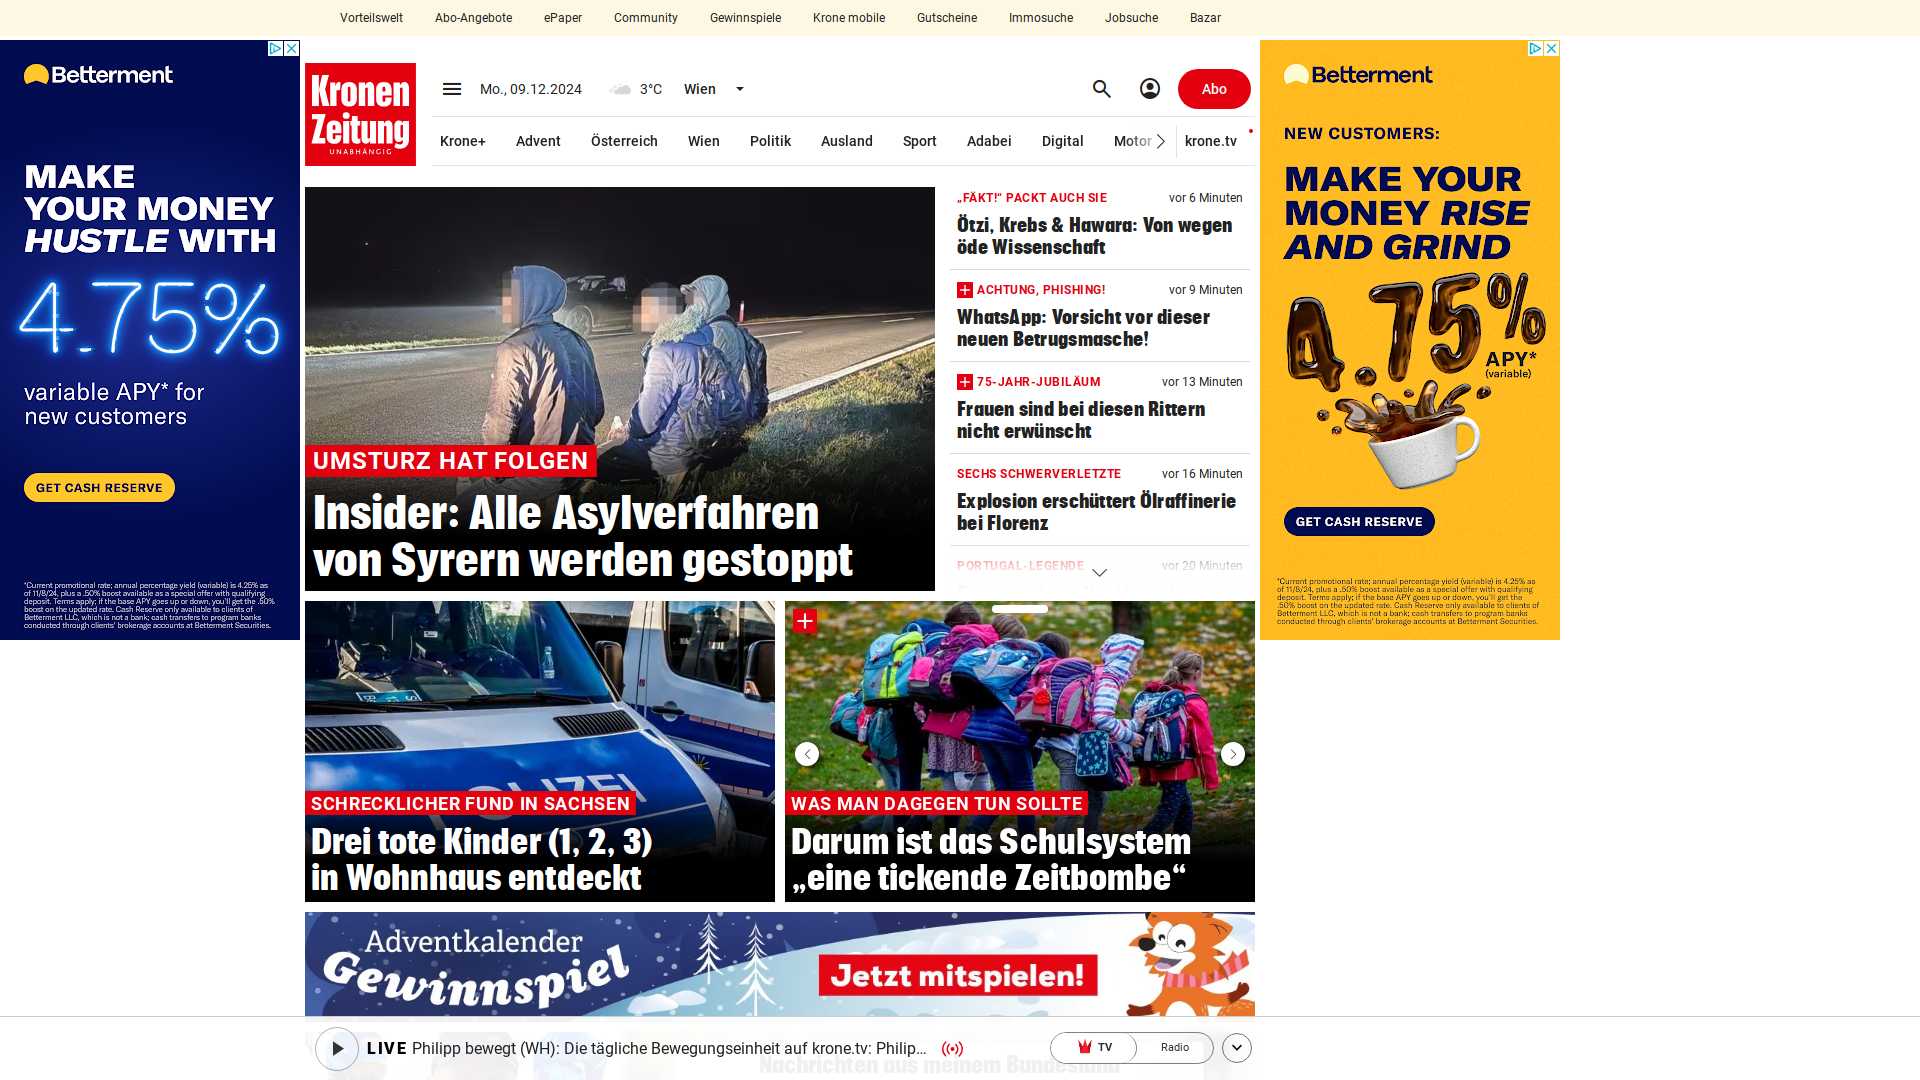 Vorteilswelt
Abo-Angebote
ePaper
Community
Gewinnspiele
Krone mobile
Gutscheine
Immosuche
Jobsuche
Bazar
Betterment
MAKE
YOUR MONEY
HUSTLE WITH
4.75%
variable APY* for
new customers
GET CASH RESERVE
*Current promotional rate; annual percentage yield (variable) is 4.25% as
of 11/8/24, plus a .50% boost available as a special offer with qualifying
deposit. Terms apply; if the base APY goes up or down, you'll get the .50%
boost on the updated rate. Cash Reserve only available to clients of
Betterment LLC, which is not a bank; cash transfers to program banks
conducted through clients' brokerage accounts at Betterment Securities.
Kronen
Zeitung
UNABHÄNGIG
Mo., 09.12.2024
3°C
Wien
Abo
Krone+
Advent
Österreich
Wien
Politik
Ausland
Sport
Adabei
Digital
Motor
krone.tv
UMSTURZ HAT FOLGEN
Insider: Alle Asylverfahren
von Syrern werden gestoppt
„FÄKT!“ PACKT AUCH SIE
vor 6 Minuten
Ötzi, Krebs & Hawara: Von wegen
öde Wissenschaft
ACHTUNG, PHISHING!
vor 9 Minuten
WhatsApp: Vorsicht vor dieser
neuen Betrugsmasche!
75-JAHR-JUBILÄUM
vor 13 Minuten
Frauen sind bei diesen Rittern
nicht erwünscht
SECHS SCHWERVERLETZTE
vor 16 Minuten
Explosion erschüttert Ölraffinerie
bei Florenz
PORTUGAL-LEGENDE
vor 20 Minuten
SCHRECKLICHER FUND IN SACHSEN
Drei tote Kinder (1, 2, 3)
in Wohnhaus entdeckt
WAS MAN DAGEGEN TUN SOLLTE
Darum ist das Schulsystem
„eine tickende Zeitbombe“
Adventkalender
Gewinnspiel
Jetzt mitspielen!
LIVE Philipp bewegt (WH): Die tägliche Bewegungseinheit auf krone.tv: Philip...
TV
Radio
Nachrichten aus meinem Bundesland
Betterment
NEW CUSTOMERS:
MAKE YOUR
MONEY RISE
AND GRIND
4.75%
APY*
(variable)
GET CASH RESERVE
*Current promotional rate; annual percentage yield (variable) is 4.25% as
of 11/8/24, plus a .50% boost available as a special offer with qualifying
deposit. Terms apply; if the base APY goes up or down, you'll get the
.50% boost on the updated rate. Cash Reserve only available to clients of
Betterment LLC, which is not a bank; cash transfers to program banks
conducted through clients' brokerage accounts at Betterment Securities.